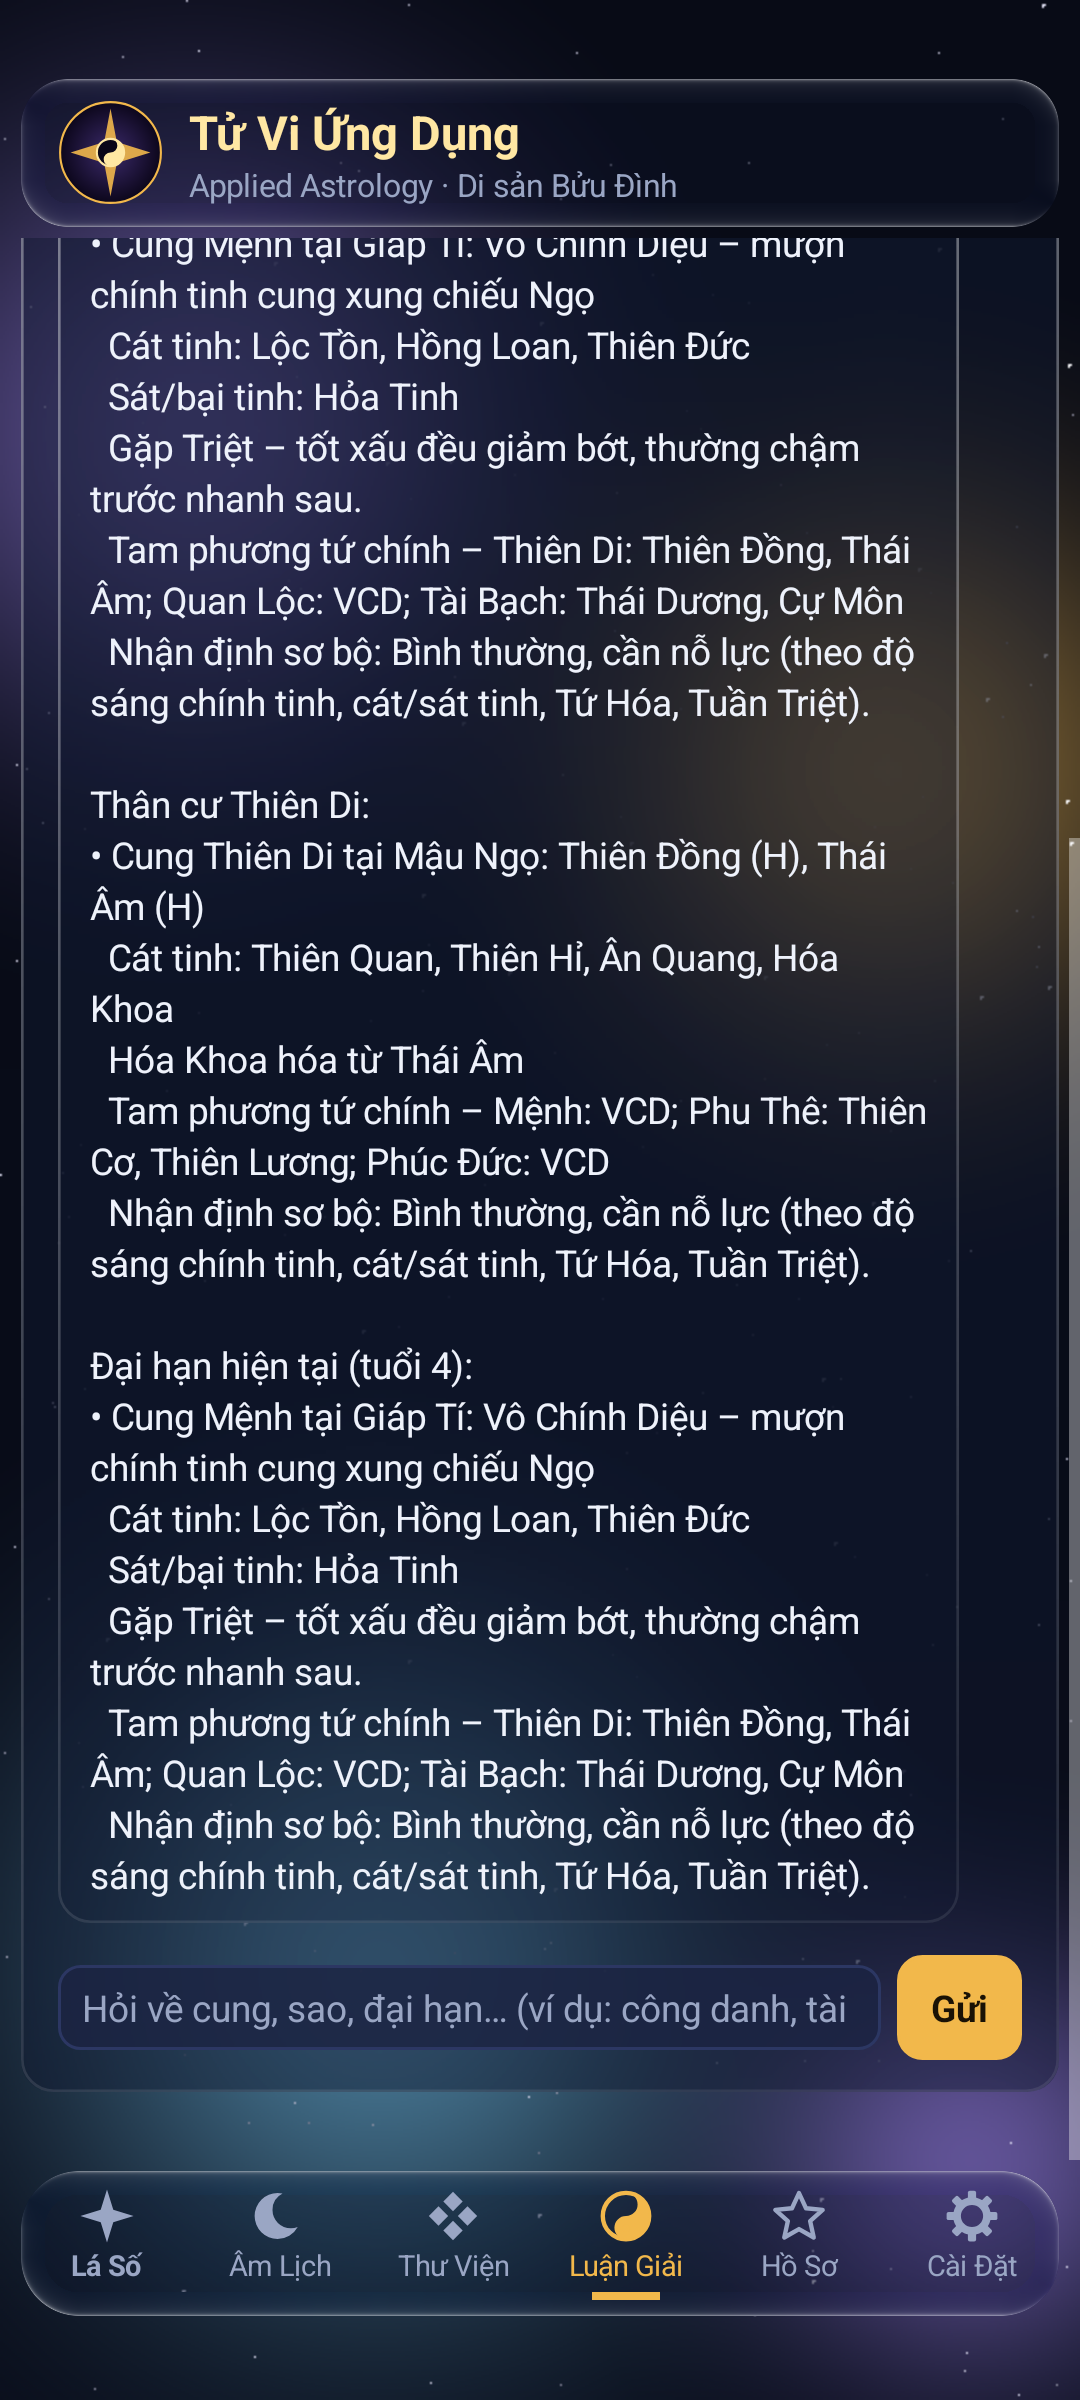 Tử Vi Ứng Dụng
Applied Astrology · Di sản Bửu Đình
• Cung Mệnh tại Giáp Tí: Vô Chính Diệu – mượn
chính tinh cung xung chiếu Ngọ
Cát tinh: Lộc Tồn, Hồng Loan, Thiên Đức
Sát/bại tinh: Hỏa Tinh
Gặp Triệt – tốt xấu đều giảm bớt, thường chậm
trước nhanh sau.
Tam phương tứ chính – Thiên Di: Thiên Đồng, Thái
Âm; Quan Lộc: VCD; Tài Bạch: Thái Dương, Cự Môn
Nhận định sơ bộ: Bình thường, cần nỗ lực (theo độ
sáng chính tinh, cát/sát tinh, Tứ Hóa, Tuần Triệt).
Thân cư Thiên Di:
• Cung Thiên Di tại Mậu Ngọ: Thiên Đồng (H), Thái
Âm (H)
Cát tinh: Thiên Quan, Thiên Hỉ, Ân Quang, Hóa
Khoa
Hóa Khoa hóa từ Thái Âm
Tam phương tứ chính – Mệnh: VCD; Phu Thê: Thiên
Cơ, Thiên Lương; Phúc Đức: VCD
Nhận định sơ bộ: Bình thường, cần nỗ lực (theo độ
sáng chính tinh, cát/sát tinh, Tứ Hóa, Tuần Triệt).
Đại hạn hiện tại (tuổi 4):
• Cung Mệnh tại Giáp Tí: Vô Chính Diệu – mượn
chính tinh cung xung chiếu Ngọ
Cát tinh: Lộc Tồn, Hồng Loan, Thiên Đức
Sát/bại tinh: Hỏa Tinh
Gặp Triệt – tốt xấu đều giảm bớt, thường chậm
trước nhanh sau.
Tam phương tứ chính – Thiên Di: Thiên Đồng, Thái
Âm; Quan Lộc: VCD; Tài Bạch: Thái Dương, Cự Môn
Nhận định sơ bộ: Bình thường, cần nỗ lực (theo độ
sáng chính tinh, cát/sát tinh, Tứ Hóa, Tuần Triệt).
Hỏi về cung, sao, đại hạn... (ví dụ: công danh, tài
Gửi
Lá Số
Âm Lịch
Thư Viện
Luận Giải
Hồ Sơ
Cài Đặt